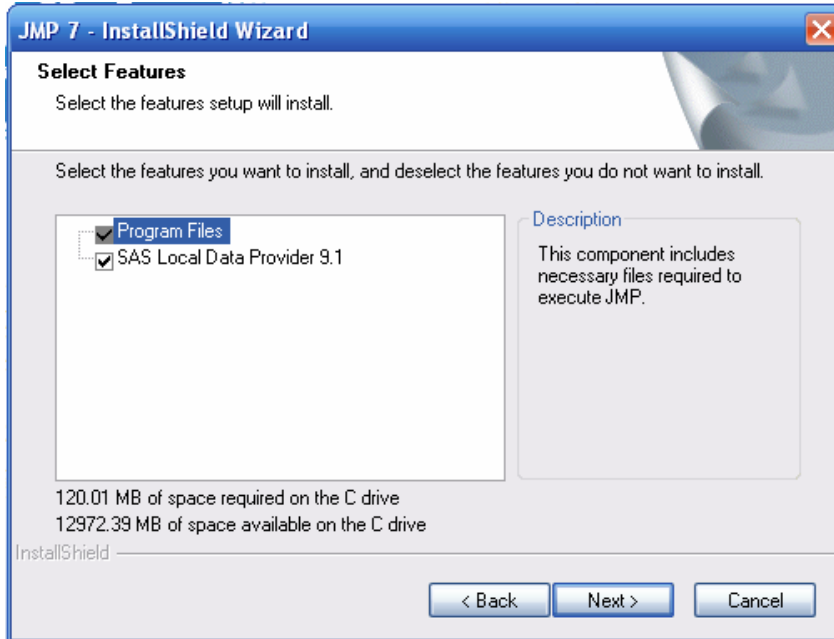 JMP 7 - InstallShield Wizard
Select Features
Select the features setup will install.
Select the features you want to install, and deselect the features you do not want to install.
Program Files
SAS Local Data Provider 9.1
Description
This component includes
necessary files required to
execute JMP.
120.01 MB of space required on the C drive
12972.39 MB of space available on the C drive
InstallShield
< Back
Next >
Cancel